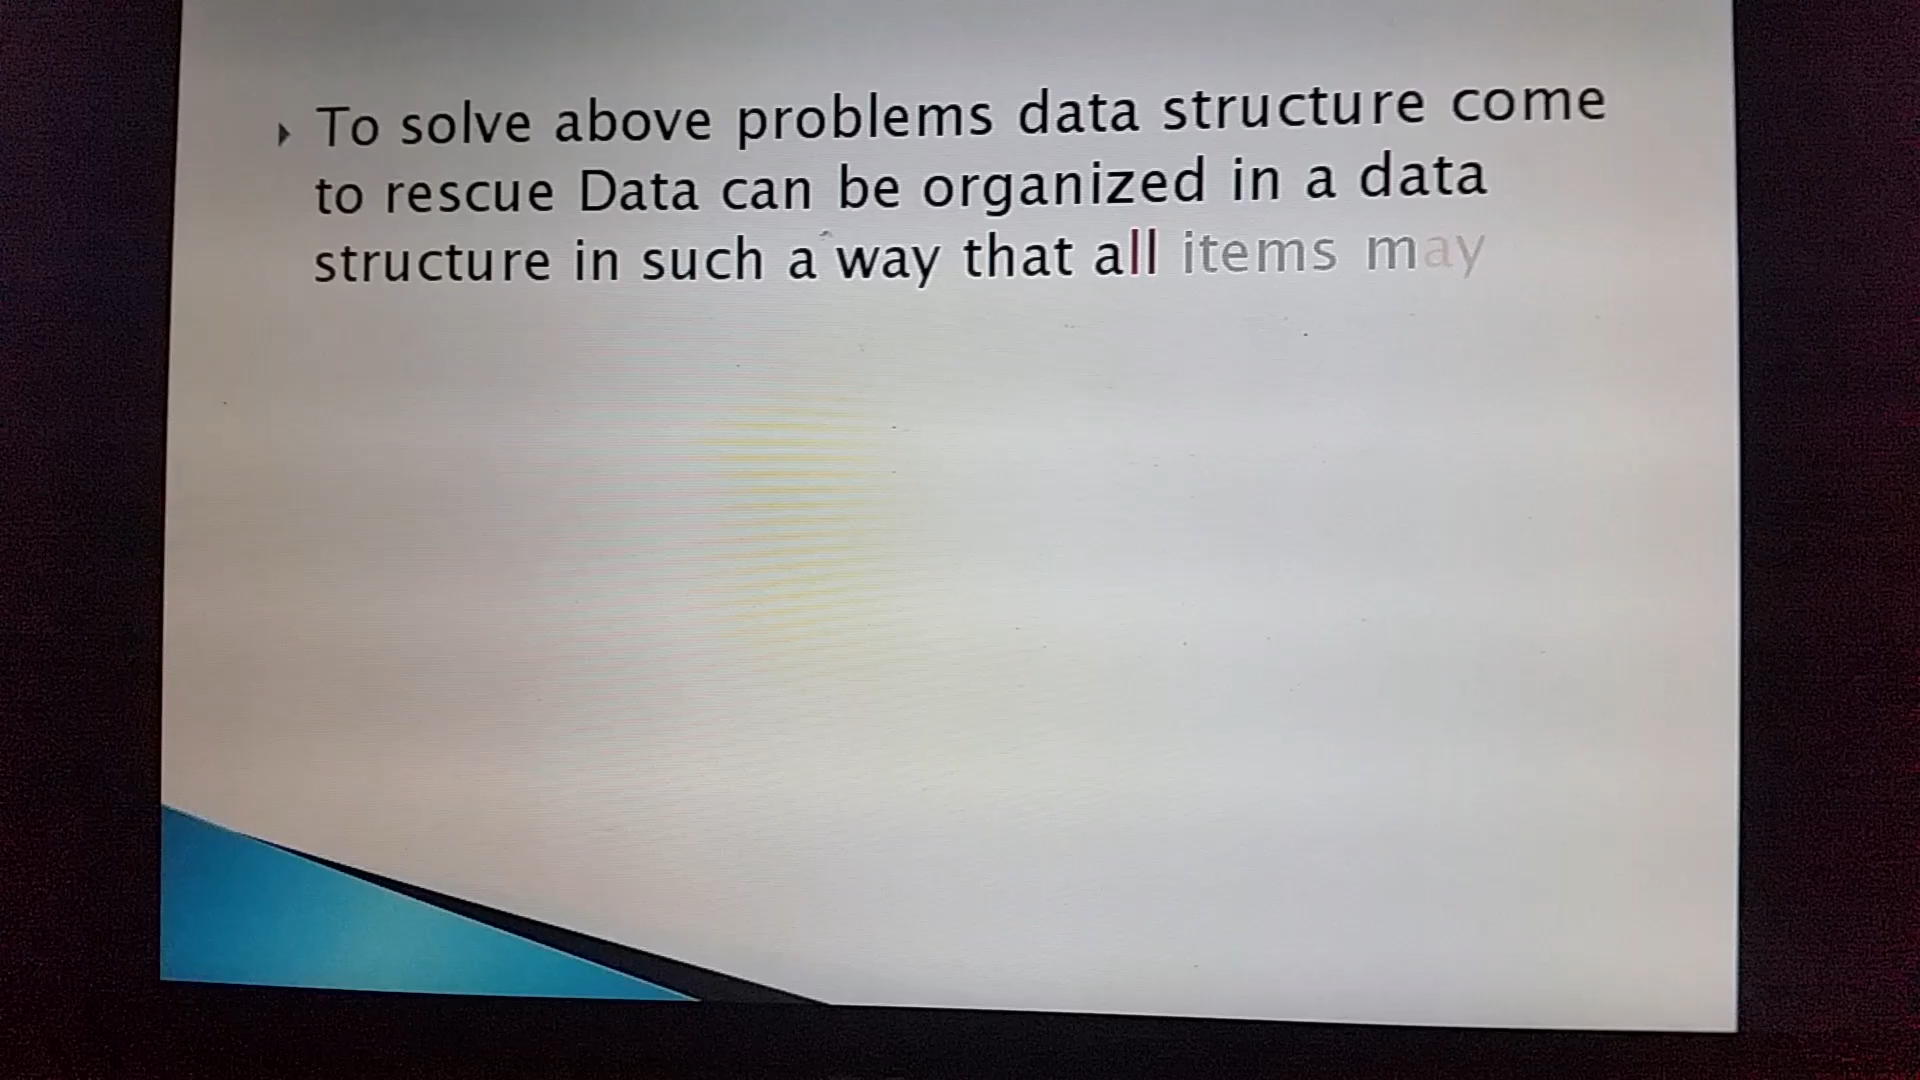 To solve above problems data structure come
to rescue Data can be organized in a data
structure in such a way that all items may